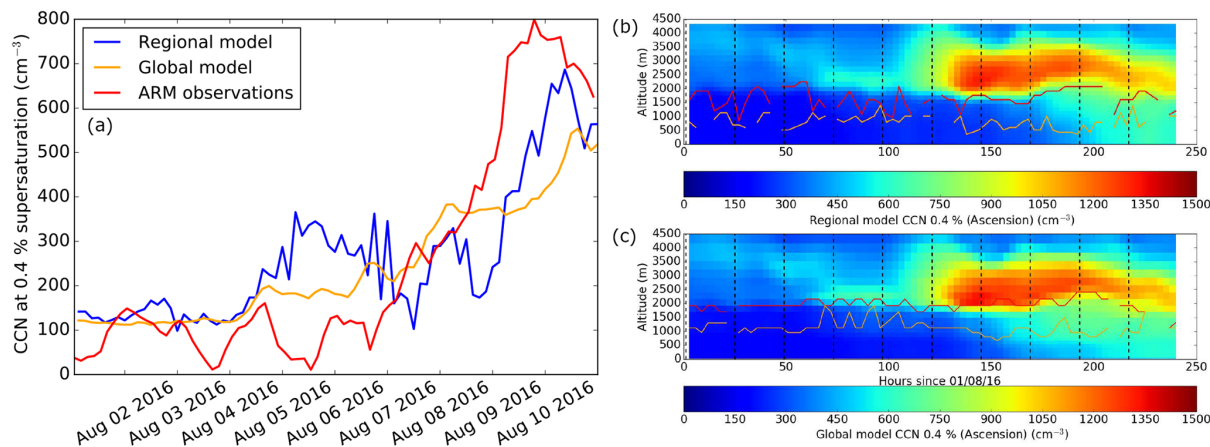 800
700
600
500
400
300
200
100
0
CCN at 0.4 % supersaturation (cm⁻³)
Regional model
Global model
ARM observations
(a)
Aug 02 2016
Aug 03 2016
Aug 04 2016
Aug 05 2016
Aug 06 2016
Aug 07 2016
Aug 08 2016
Aug 09 2016
Aug 10 2016
(b)
4500
4000
3500
3000
2500
2000
1500
1000
500
0
Altitude (m)
0 50 100 150 200 250
0 150 300 450 600 750 900 1050 1200 1350 1500
Regional model CCN 0.4 % (Ascension) (cm⁻³)
(c)
4500
4000
3500
3000
2500
2000
1500
1000
500
0
Altitude (m)
0 50 100 150 200 250
Hours since 01/08/16
0 150 300 450 600 750 900 1050 1200 1350 1500
Global model CCN 0.4 % (Ascension) (cm⁻³)